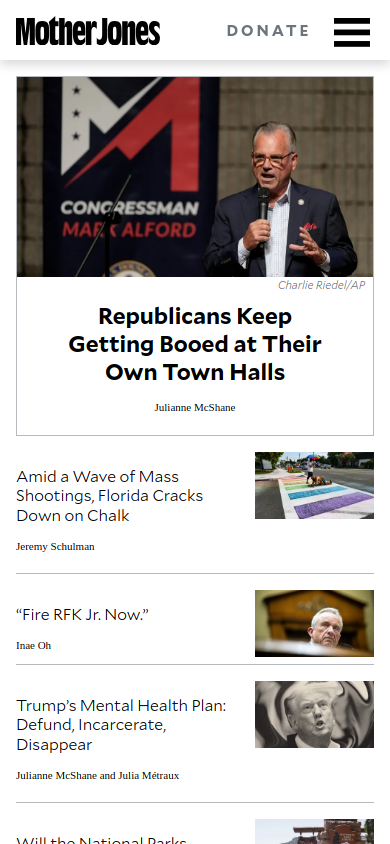 Mother Jones
DONATE
CONGRESSMAN
MARK ALFORD
Charlie Riedel/AP
Republicans Keep
Getting Booed at Their
Own Town Halls
Julianne McShane
Amid a Wave of Mass
Shootings, Florida Cracks
Down on Chalk
Jeremy Schulman
“Fire RFK Jr. Now.”
Inae Oh
Trump’s Mental Health Plan:
Defund, Incarcerate,
Disappear
Julianne McShane and Julia Métraux
Will the National Parks